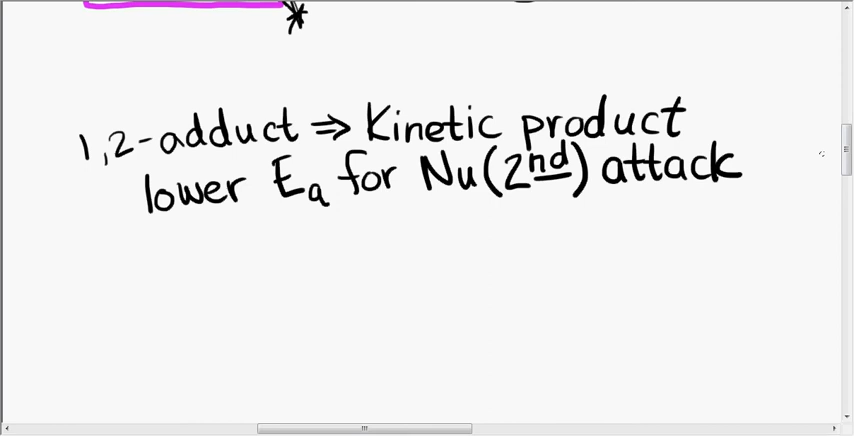 1,2-adduct ⇒ Kinetic product
lower Ea for Nu(2nd) attack